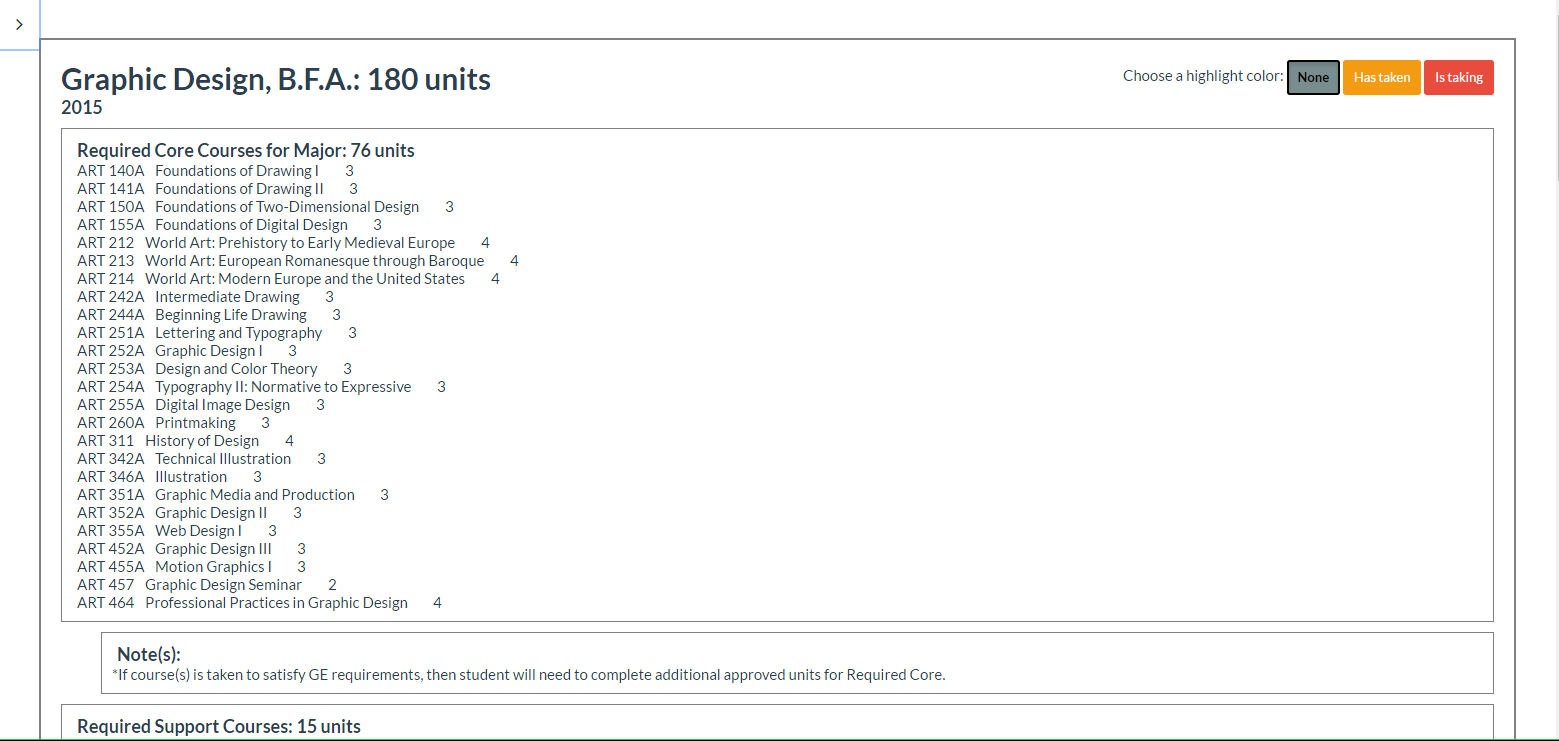 Graphic Design, B.F.A.: 180 units
2015
Choose a highlight color: None Has taken Is taking
Required Core Courses for Major: 76 units
ART 140A Foundations of Drawing I 3
ART 141A Foundations of Drawing II 3
ART 150A Foundations of Two-Dimensional Design 3
ART 155A Foundations of Digital Design 3
ART 212 World Art: Prehistory to Early Medieval Europe 4
ART 213 World Art: European Romanesque through Baroque 4
ART 214 World Art: Modern Europe and the United States 4
ART 242A Intermediate Drawing 3
ART 244A Beginning Life Drawing 3
ART 251A Lettering and Typography 3
ART 252A Graphic Design I 3
ART 253A Design and Color Theory 3
ART 254A Typography II: Normative to Expressive 3
ART 255A Digital Image Design 3
ART 260A Printmaking 3
ART 311 History of Design 4
ART 342A Technical Illustration 3
ART 346A Illustration 3
ART 351A Graphic Media and Production 3
ART 352A Graphic Design II 3
ART 355A Web Design I 3
ART 452A Graphic Design III 3
ART 455A Motion Graphics I 3
ART 457 Graphic Design Seminar 2
ART 464 Professional Practices in Graphic Design 4
Note(s):
*If course(s) is taken to satisfy GE requirements, then student will need to complete additional approved units for Required Core.
Required Support Courses: 15 units